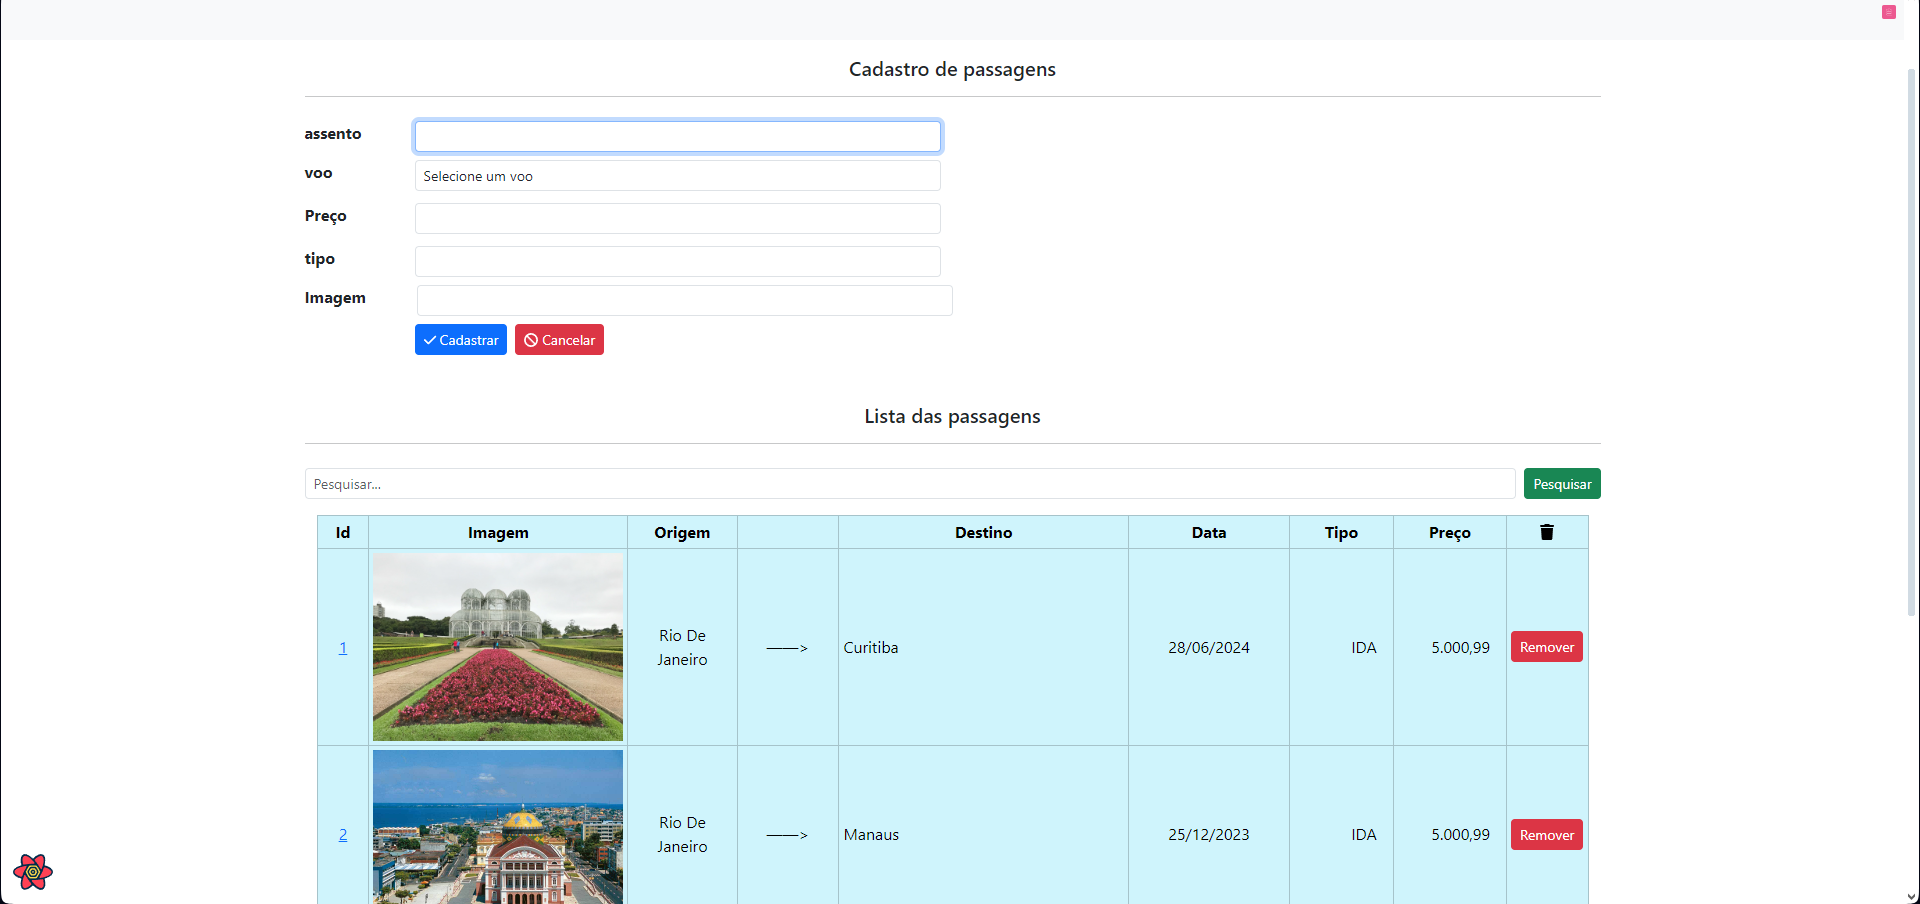 Cadastro de passagens
assento
voo
Selecione um voo
Preço
tipo
Imagem
Cadastrar
Cancelar
Lista das passagens
Pesquisar...
Pesquisar
Id Imagem Origem Destino Data Tipo Preço
1 Rio De Janeiro ——> Curitiba 28/06/2024 IDA 5.000,99 Remover
2 Rio De Janeiro ——> Manaus 25/12/2023 IDA 5.000,99 Remover